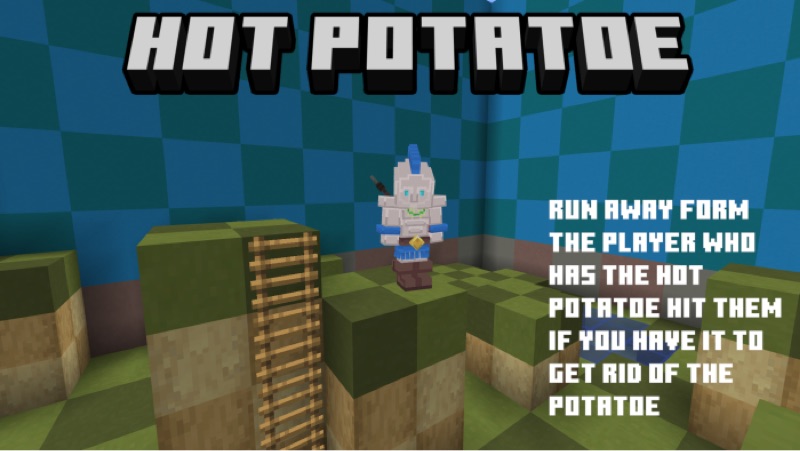 HOT POTATOE
RUN AWAY FORM
THE PLAYER WHO
HAS THE HOT
POTATOE HIT THEM
IF YOU HAVE IT TO
GET RID OF THE
POTATOE